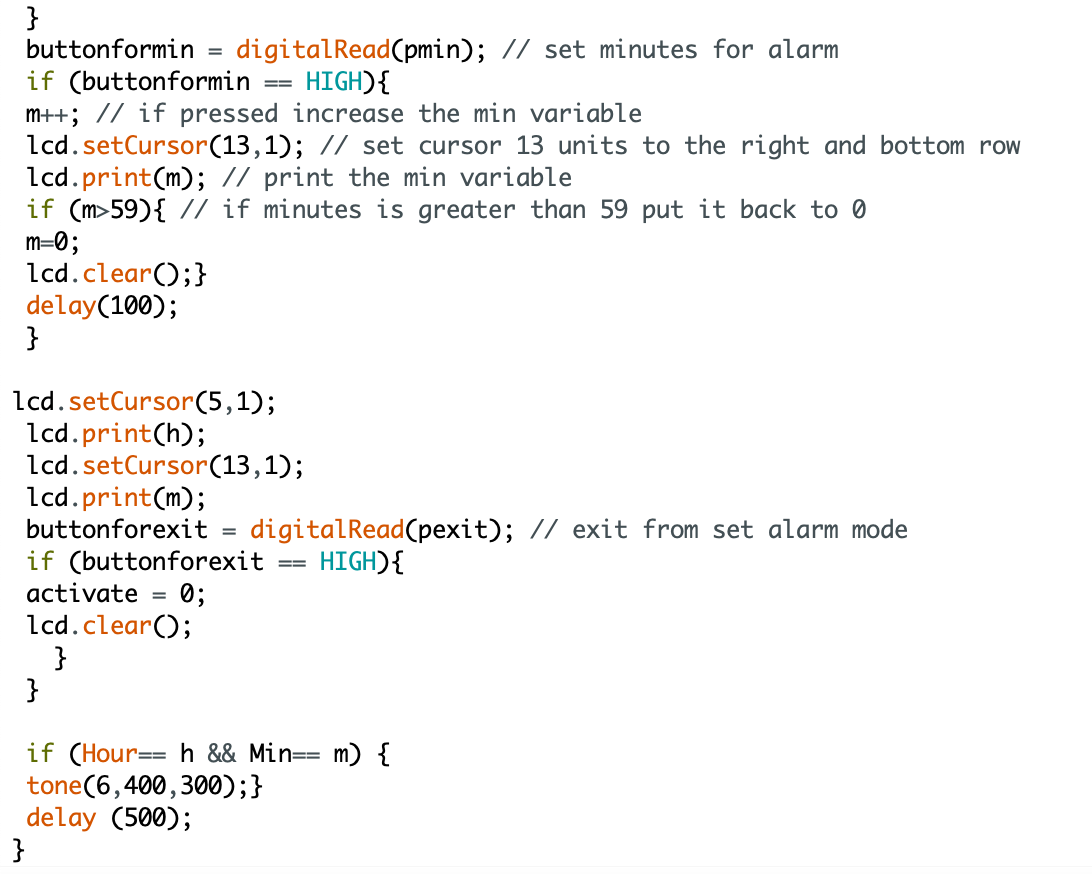 }
buttonformin = digitalRead(pmin); // set minutes for alarm
if (buttonformin == HIGH){
m++; // if pressed increase the min variable
lcd.setCursor(13,1); // set cursor 13 units to the right and bottom row
lcd.print(m); // print the min variable
if (m>59){ // if minutes is greater than 59 put it back to 0
m=0;
lcd.clear();}
delay(100);
}
lcd.setCursor(5,1);
lcd.print(h);
lcd.setCursor(13,1);
lcd.print(m);
buttonforexit = digitalRead(pexit); // exit from set alarm mode
if (buttonforexit == HIGH){
activate = 0;
lcd.clear();
}
}
if (Hour== h && Min== m) {
tone(6,400,300);}
delay (500);
}